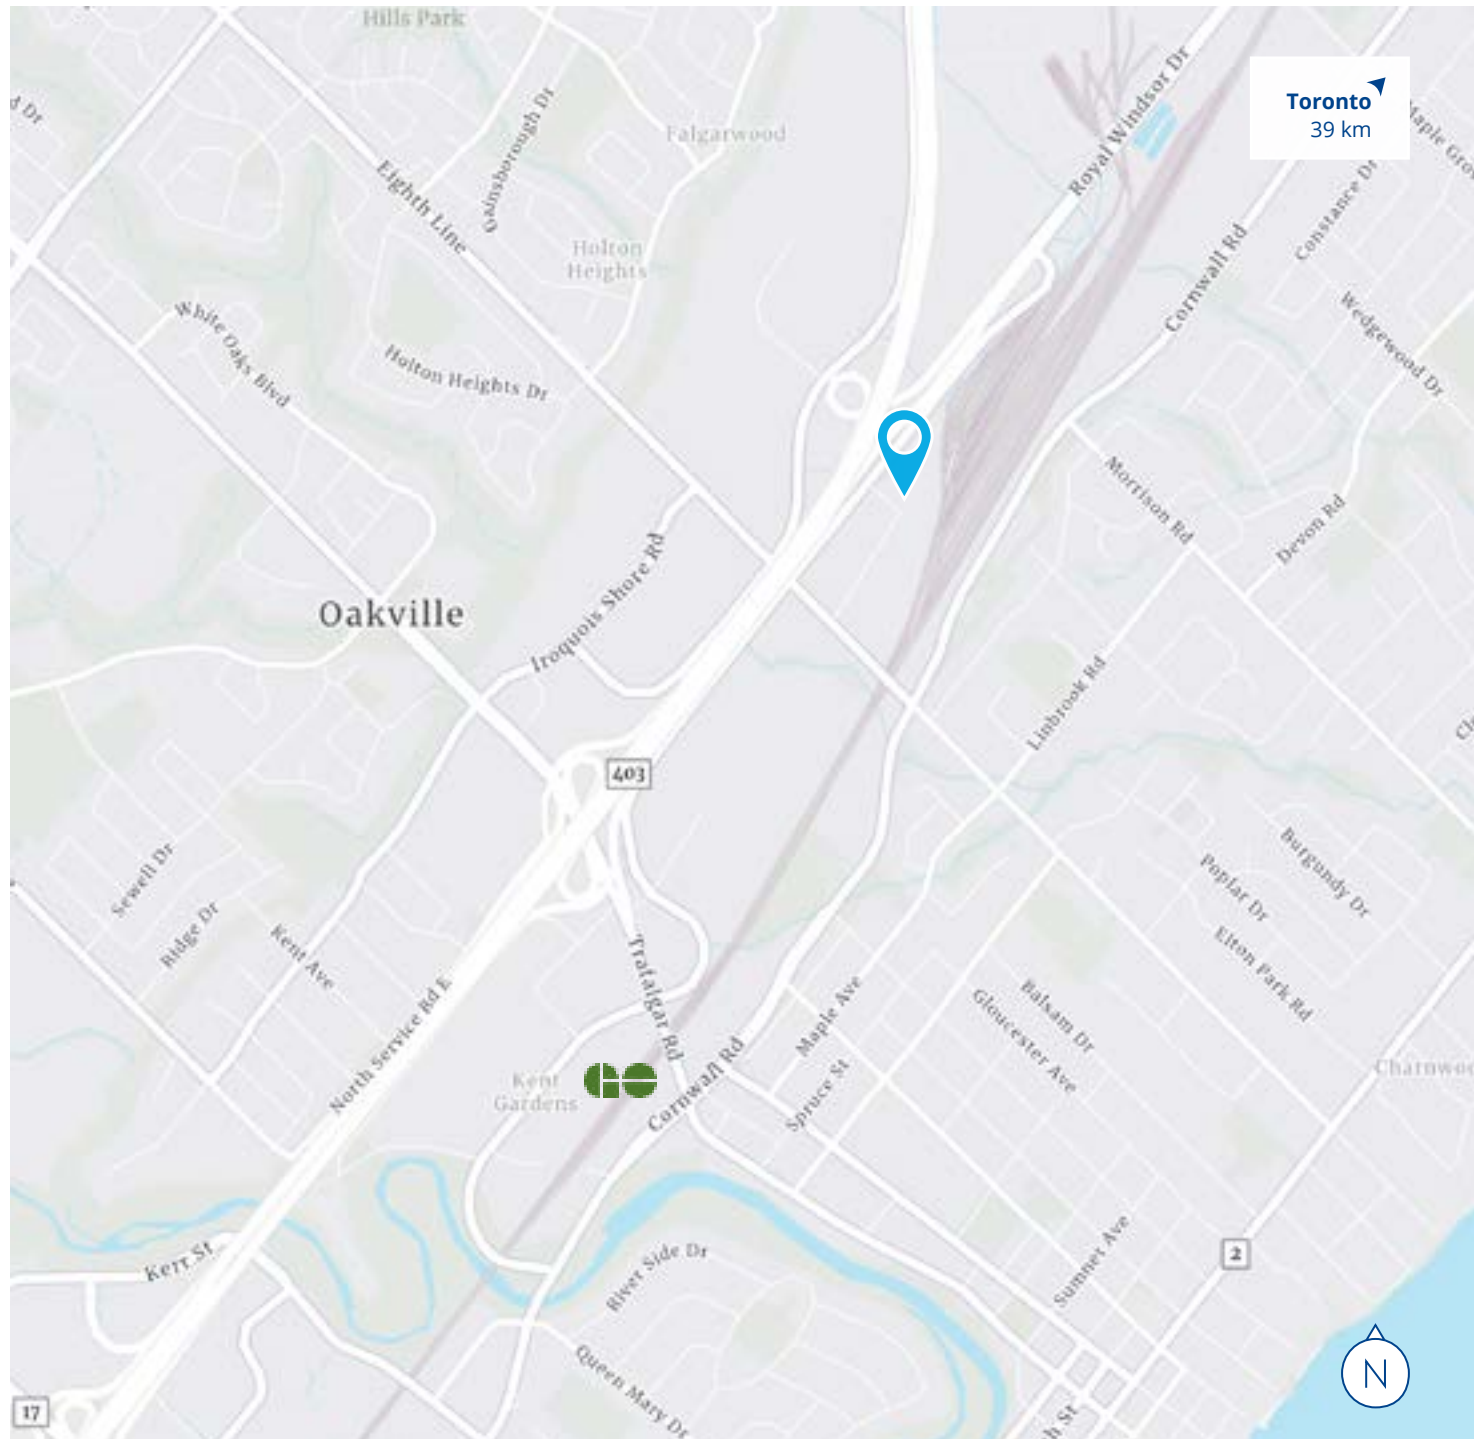 Hills Park
Toronto
39 km
Royal Windsor Dr
Gainsborough Dr
Falgarwood
Maple Gro
Constance Dr
Eighth Line
Holton
Heights
Cornwall Rd
White Oaks Blvd
Holton Heights Dr
Wedgewood Dr
Morrison Rd
Devon Rd
Iroquois Shore Rd
Oakville
Linbrook Rd
403
Sewell Dr
Ridge Dr
Kent Ave
Burgundy Dr
Poplar Dr
Elton Park Rd
Trafalgar Rd
North Service Rd E
Maple Ave
Balsam Dr
Gloucester Ave
Kent
Gardens
GO
Cornwall Rd
Spruce St
Charnwoo
Kerr St
River Side Dr
Sumner Ave
2
Queen Mary Dr
N
17
St